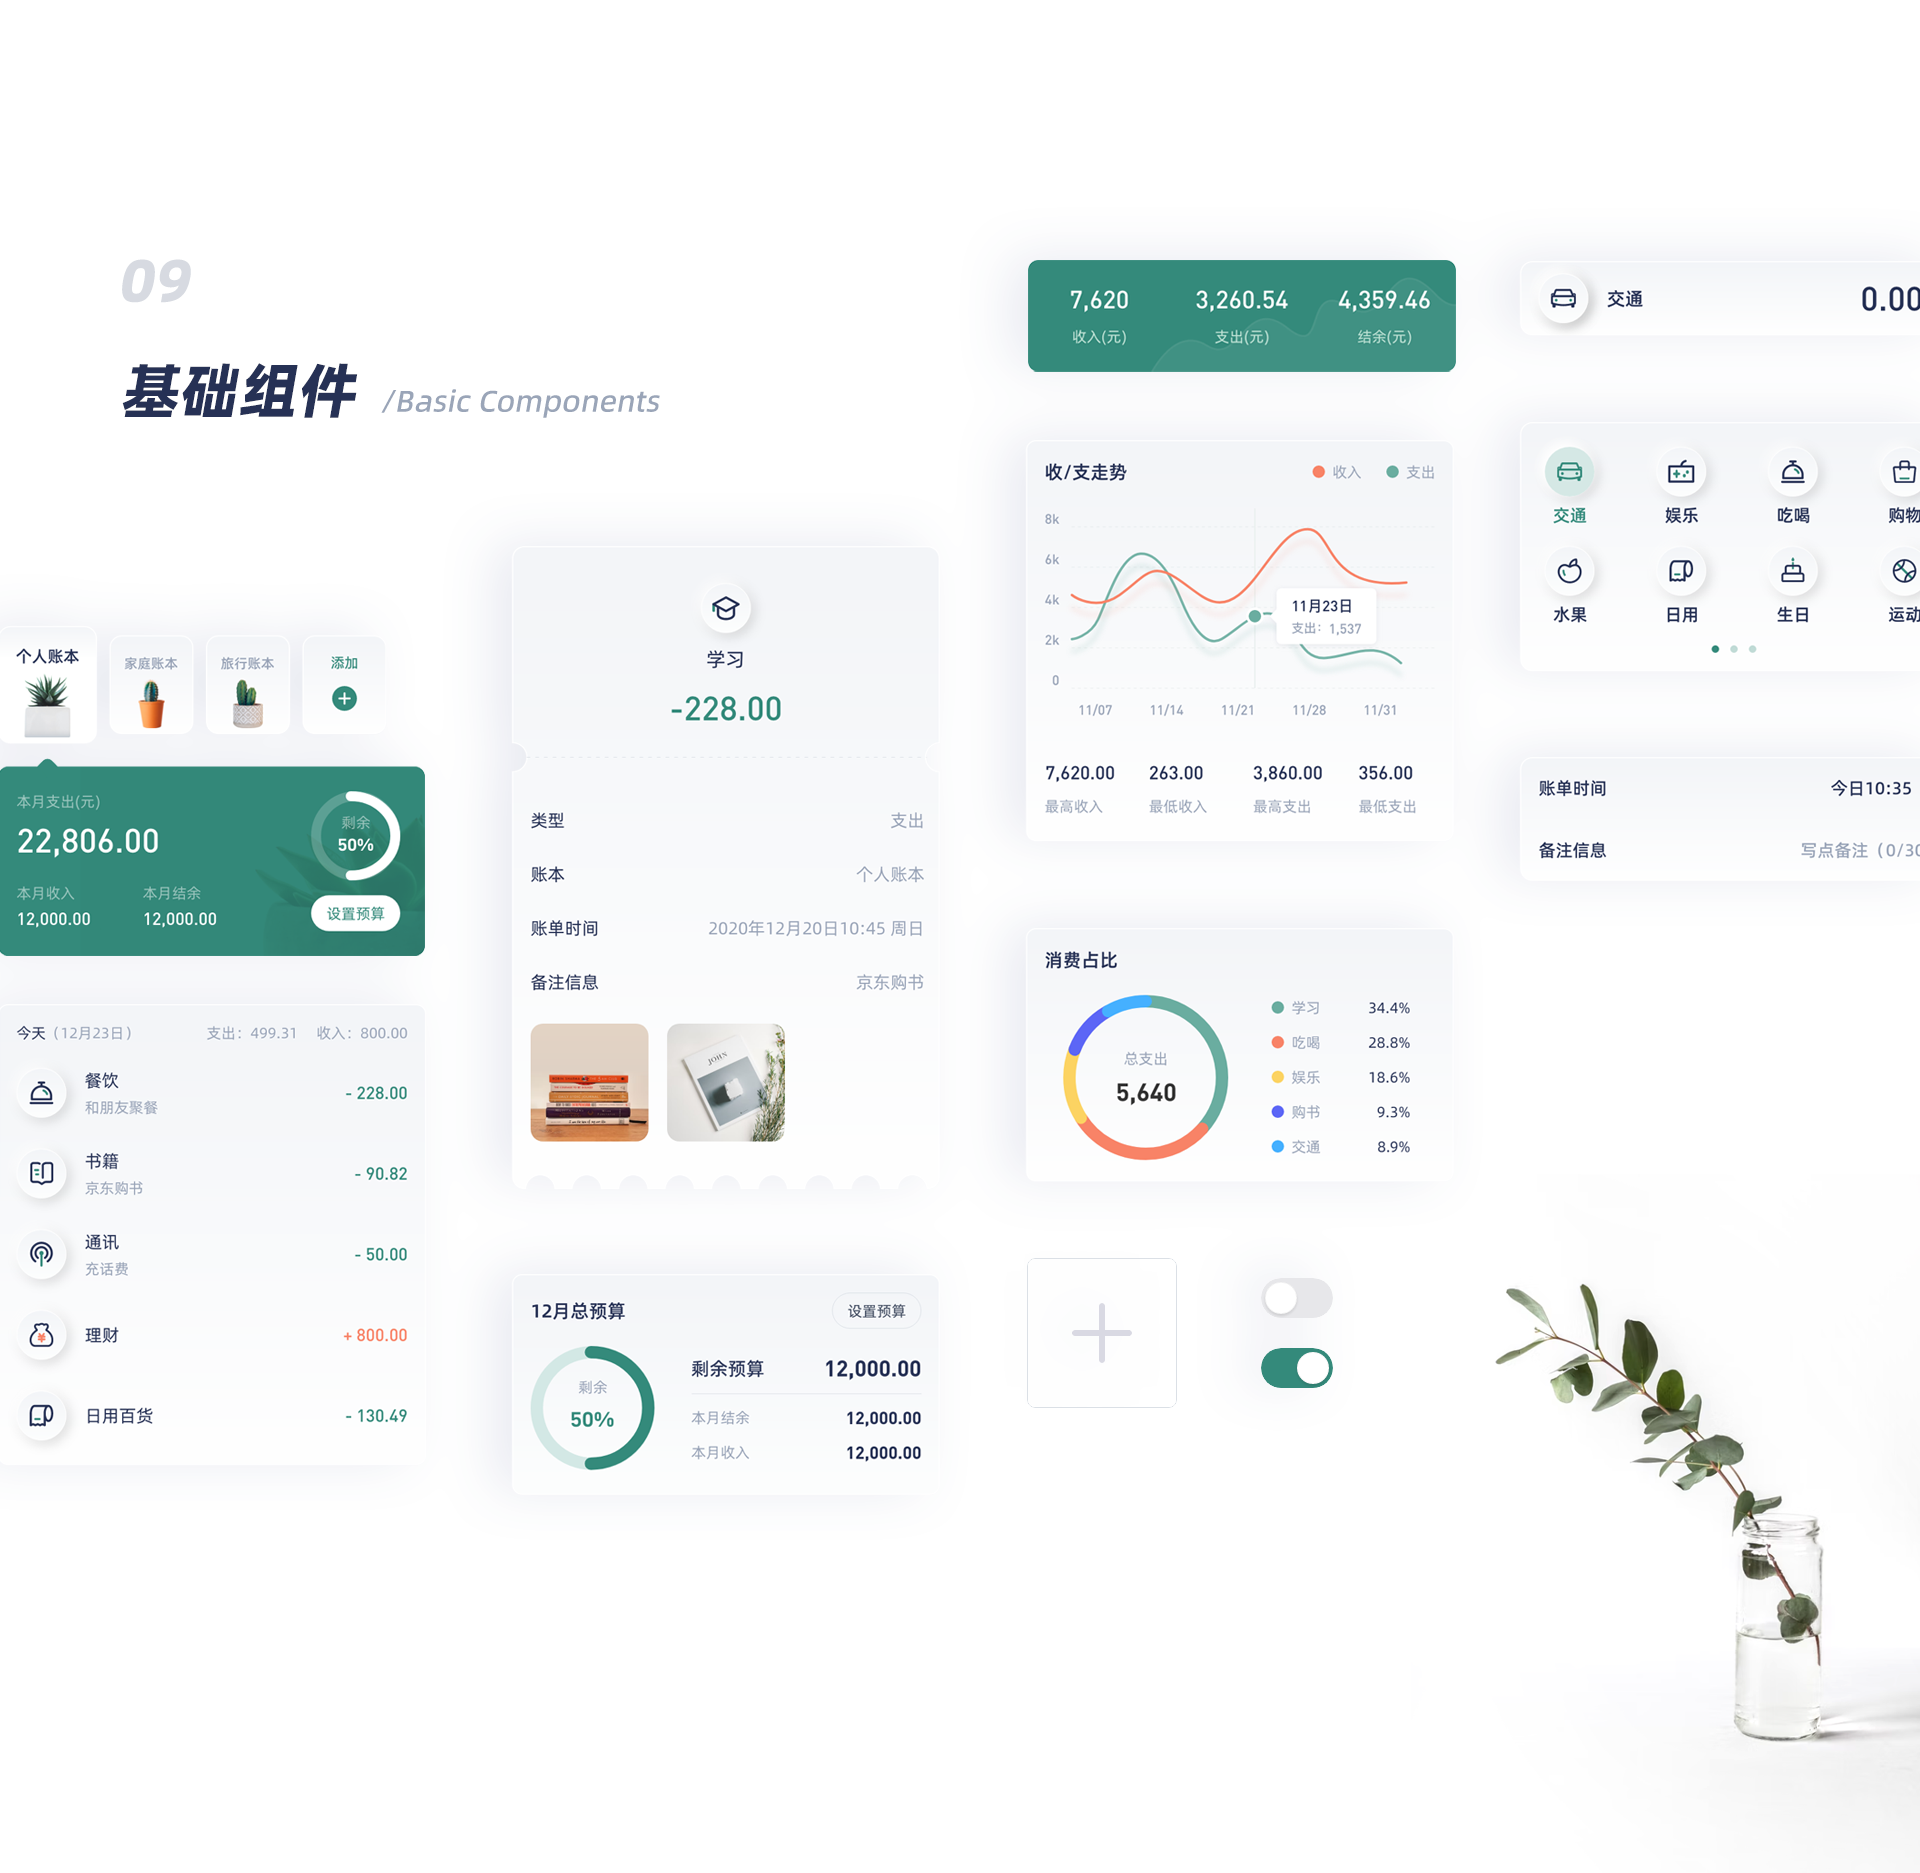 09
基础组件 /Basic Components
个人账本
家庭账本
旅行账本
添加
本月支出(元)
22,806.00
剩余
50%
本月收入
12,000.00
本月结余
12,000.00
设置预算
今天（12月23日） 支出：499.31 收入：800.00
餐饮
和朋友聚餐
- 228.00
书籍
京东购书
- 90.82
通讯
充话费
- 50.00
理财
+ 800.00
日用百货
- 130.49
学习
-228.00
类型 支出
账本 个人账本
账单时间 2020年12月20日10:45 周日
备注信息 京东购书
JOHN
12月总预算 设置预算
剩余
50%
剩余预算 12,000.00
本月结余 12,000.00
本月收入 12,000.00
7,620 3,260.54 4,359.46
收入(元) 支出(元) 结余(元)
收/支走势 收入 支出
8k
6k
4k
2k
0
11月23日
支出：1,537
11/07 11/14 11/21 11/28 11/31
7,620.00 263.00 3,860.00 356.00
最高收入 最低收入 最高支出 最低支出
消费占比
总支出
5,640
学习 34.4%
吃喝 28.8%
娱乐 18.6%
购书 9.3%
交通 8.9%
交通 0.00
交通 娱乐 吃喝 购物
水果 日用 生日 运动
账单时间 今日10:35
备注信息 写点备注（0/30